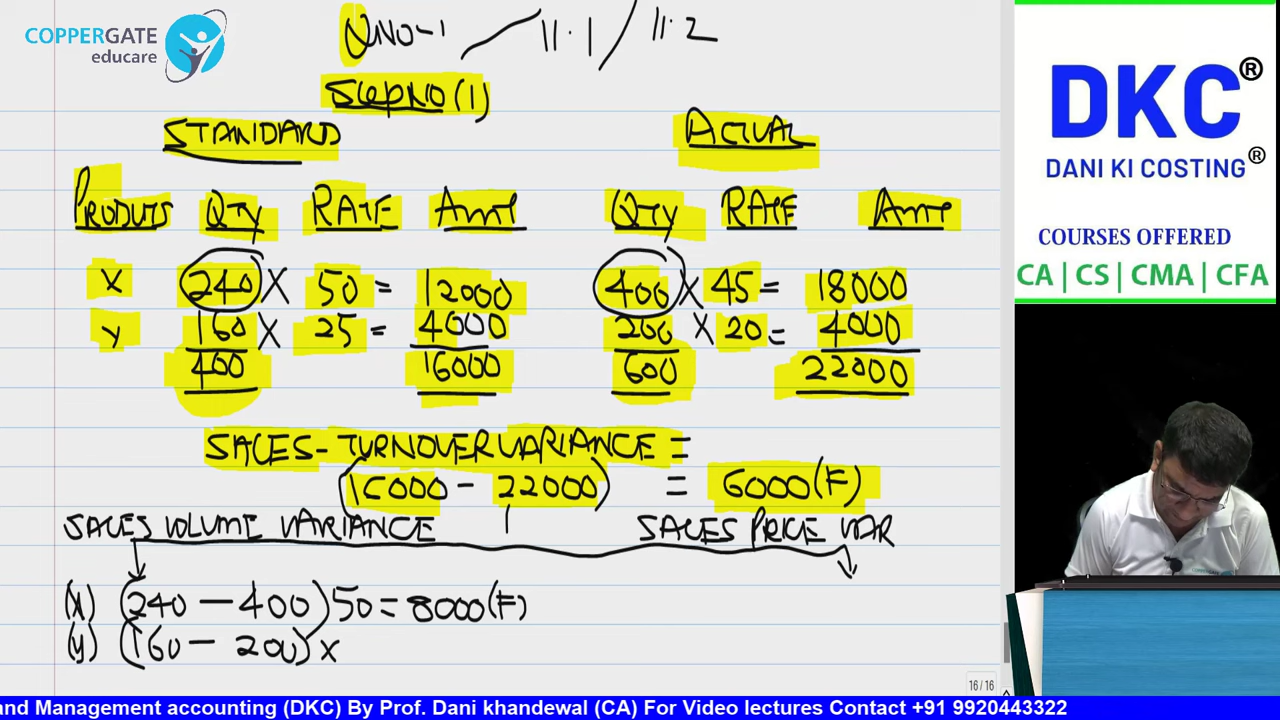 COPPERGATE
educare
QNO-1 / 11.1 / 11.2
Step NO (1)
STANDARD ACTUAL
PRODUTS QTY RATE Amt QTY RATE Amt
X 240 X 50 = 12000 400 X 45 = 18000
y 160 X 25 = 4000 200 X 20 = 4000
400 16000 600 22000
SALES - TURNOVER VARIANCE =
(16000 - 22000) = 6000 (F)
SALES VOLUME VARIANCE SALES PRICE VAR
(X) (240 - 400) 50 = 8000 (F)
(y) (160 - 200) x
16/16
DKC®
DANI KI COSTING®
COURSES OFFERED
CA | CS | CMA | CFA
COPPERGATE
educare
and Management accounting (DKC) By Prof. Dani khandewal (CA) For Video lectures Contact +91 9920443322